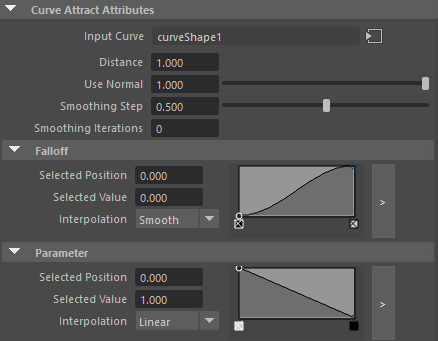 Curve Attract Attributes
Input Curve curveShape1
Distance 1.000
Use Normal 1.000
Smoothing Step 0.500
Smoothing Iterations 0
Falloff
Selected Position 0.000
Selected Value 0.000
Interpolation Smooth
>
Parameter
Selected Position 0.000
Selected Value 1.000
Interpolation Linear
>